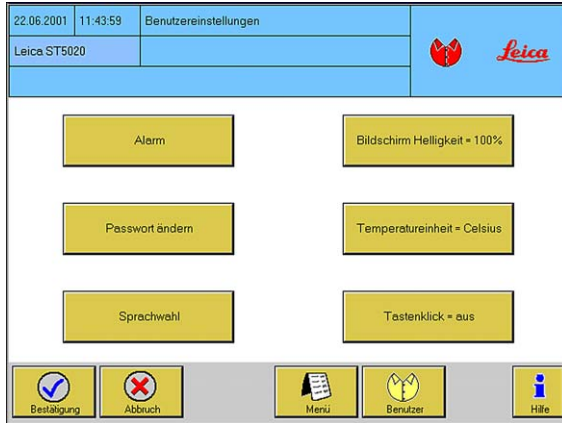 22.06.2001 11:43:59 Benutzereinstellungen
Leica ST5020
Leica
Alarm
Bildschirm Helligkeit = 100%
Passwort ändern
Temperatureinheit = Celsius
Sprachwahl
Tastenklick = aus
Bestätigung
Abbruch
Menü
Benutzer
Hilfe